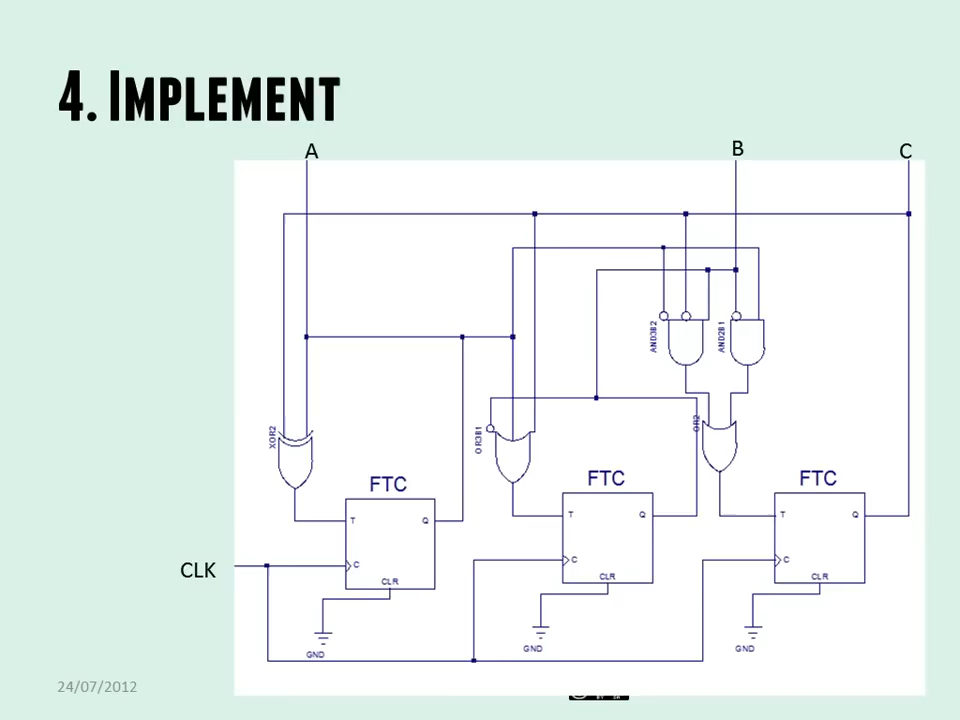 4. IMPLEMENT
A
B
C
AND3B2
AND2B1
XOR2
OR3B1
OR2
FTC
FTC
FTC
T
Q
T
Q
T
Q
CLK
C
C
C
CLR
CLR
CLR
GND
GND
GND
24/07/2012